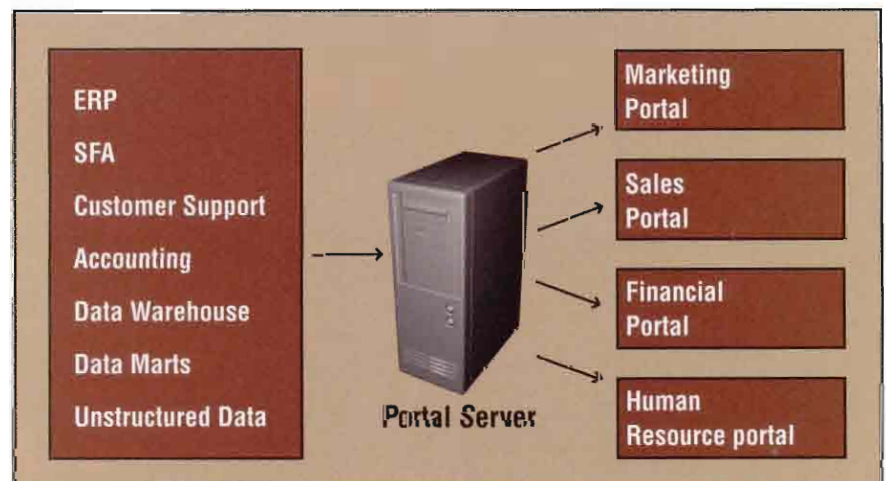 ERP
SFA
Customer Support
Accounting
Data Warehouse
Data Marts
Unstructured Data
Portal Server
Marketing
Portal
Sales
Portal
Financial
Portal
Human
Resource portal